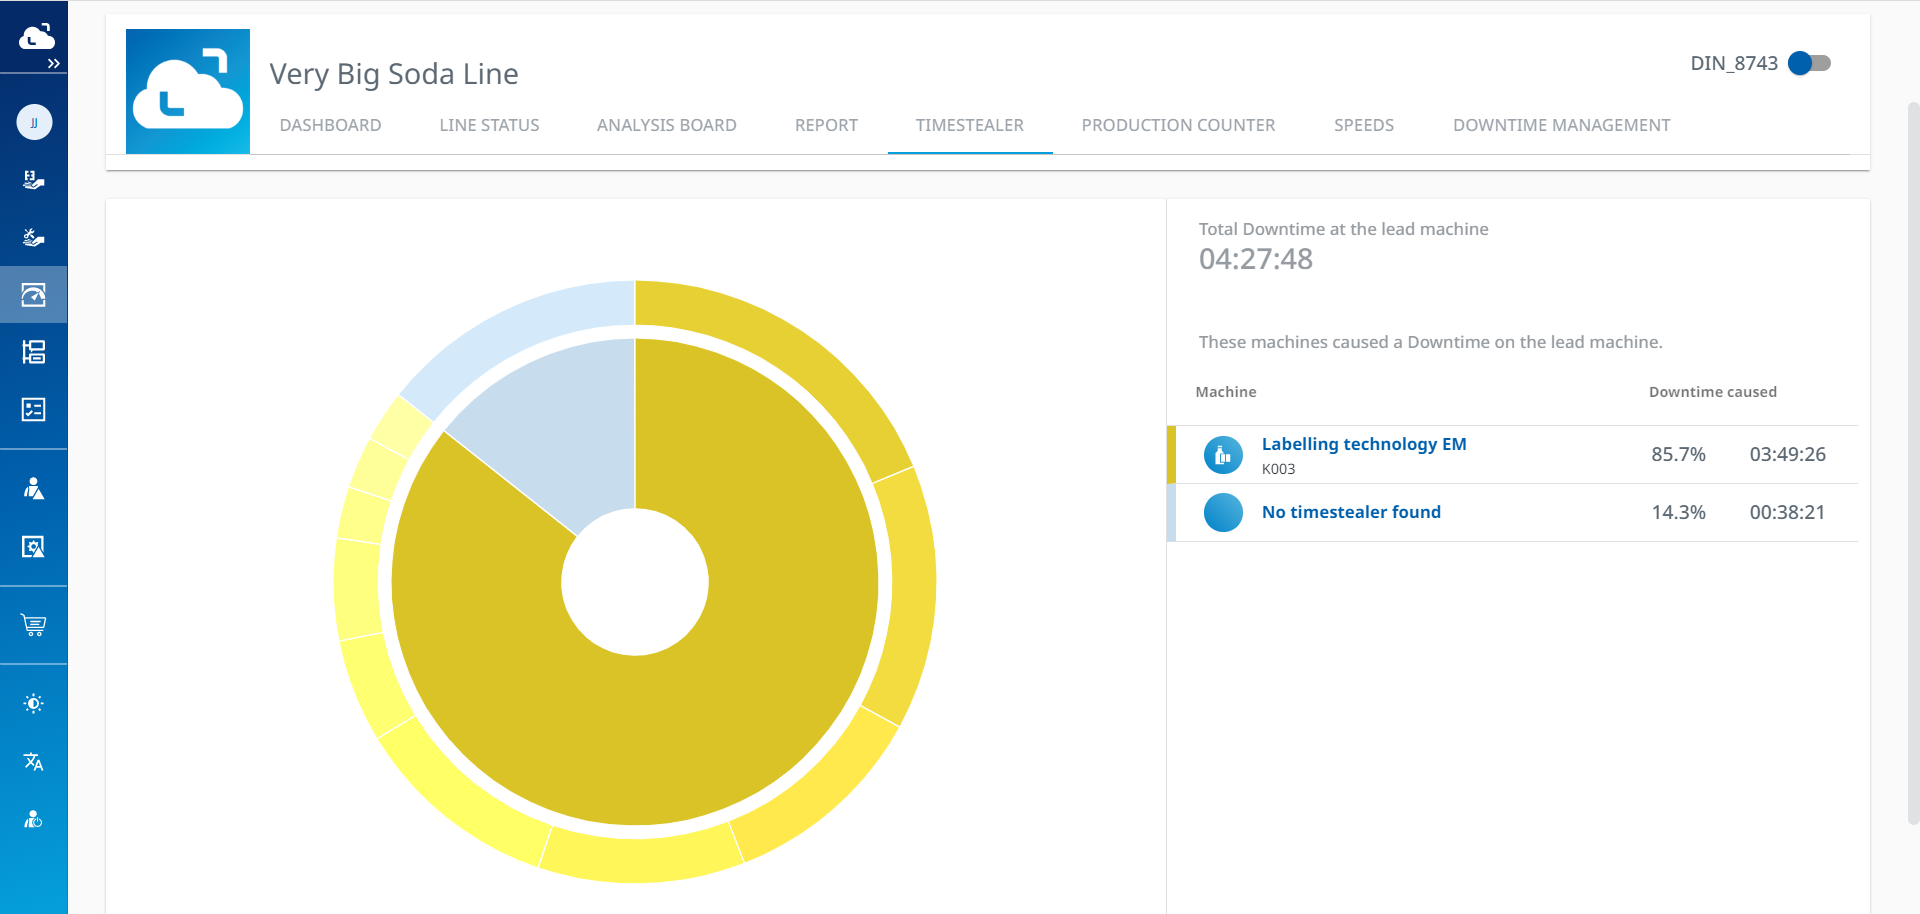 Very Big Soda Line
DIN_8743
DASHBOARD LINE STATUS ANALYSIS BOARD REPORT TIMESTEALER PRODUCTION COUNTER SPEEDS DOWNTIME MANAGEMENT
JJ
Total Downtime at the lead machine
04:27:48
These machines caused a Downtime on the lead machine.
Machine Downtime caused
Labelling technology EM 85.7% 03:49:26
K003
No timestealer found 14.3% 00:38:21